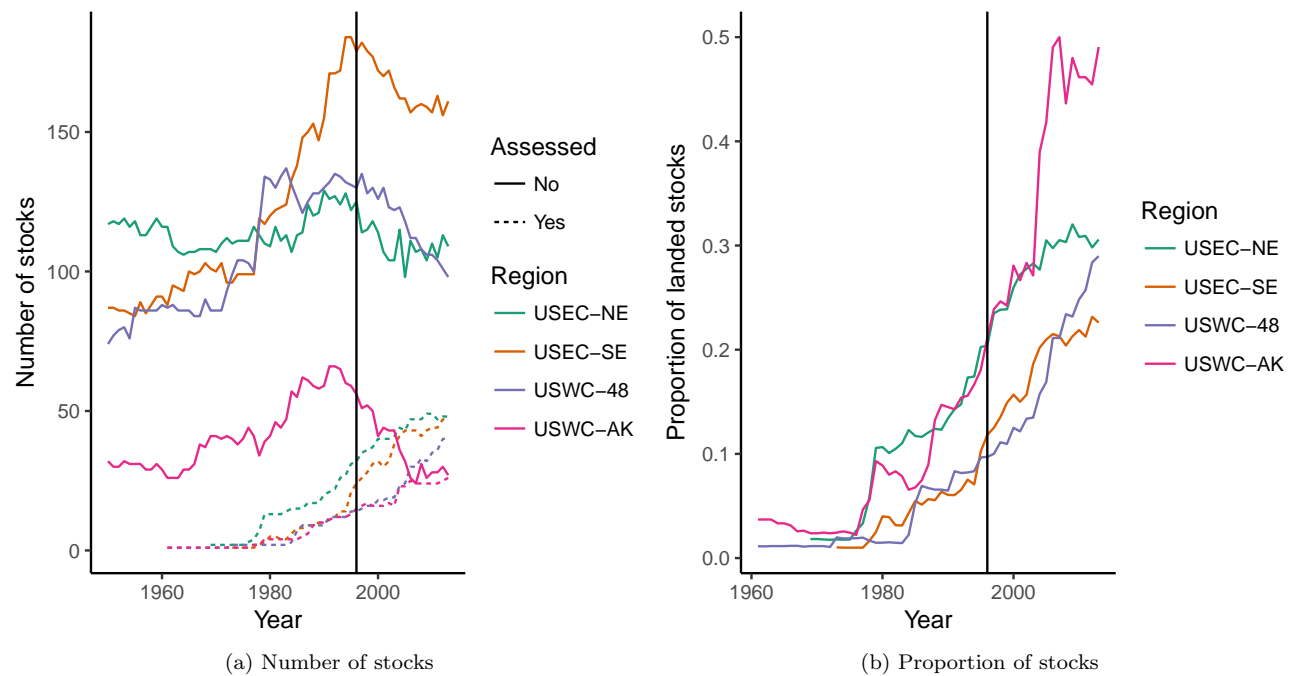 Number of stocks
150
100
50
0
1960
1980
2000
Year
Assessed
No
Yes
Region
USEC−NE
USEC−SE
USWC−48
USWC−AK
(a) Number of stocks
Proportion of landed stocks
0.5
0.4
0.3
0.2
0.1
0.0
1960
1980
2000
Year
Region
USEC−NE
USEC−SE
USWC−48
USWC−AK
(b) Proportion of stocks